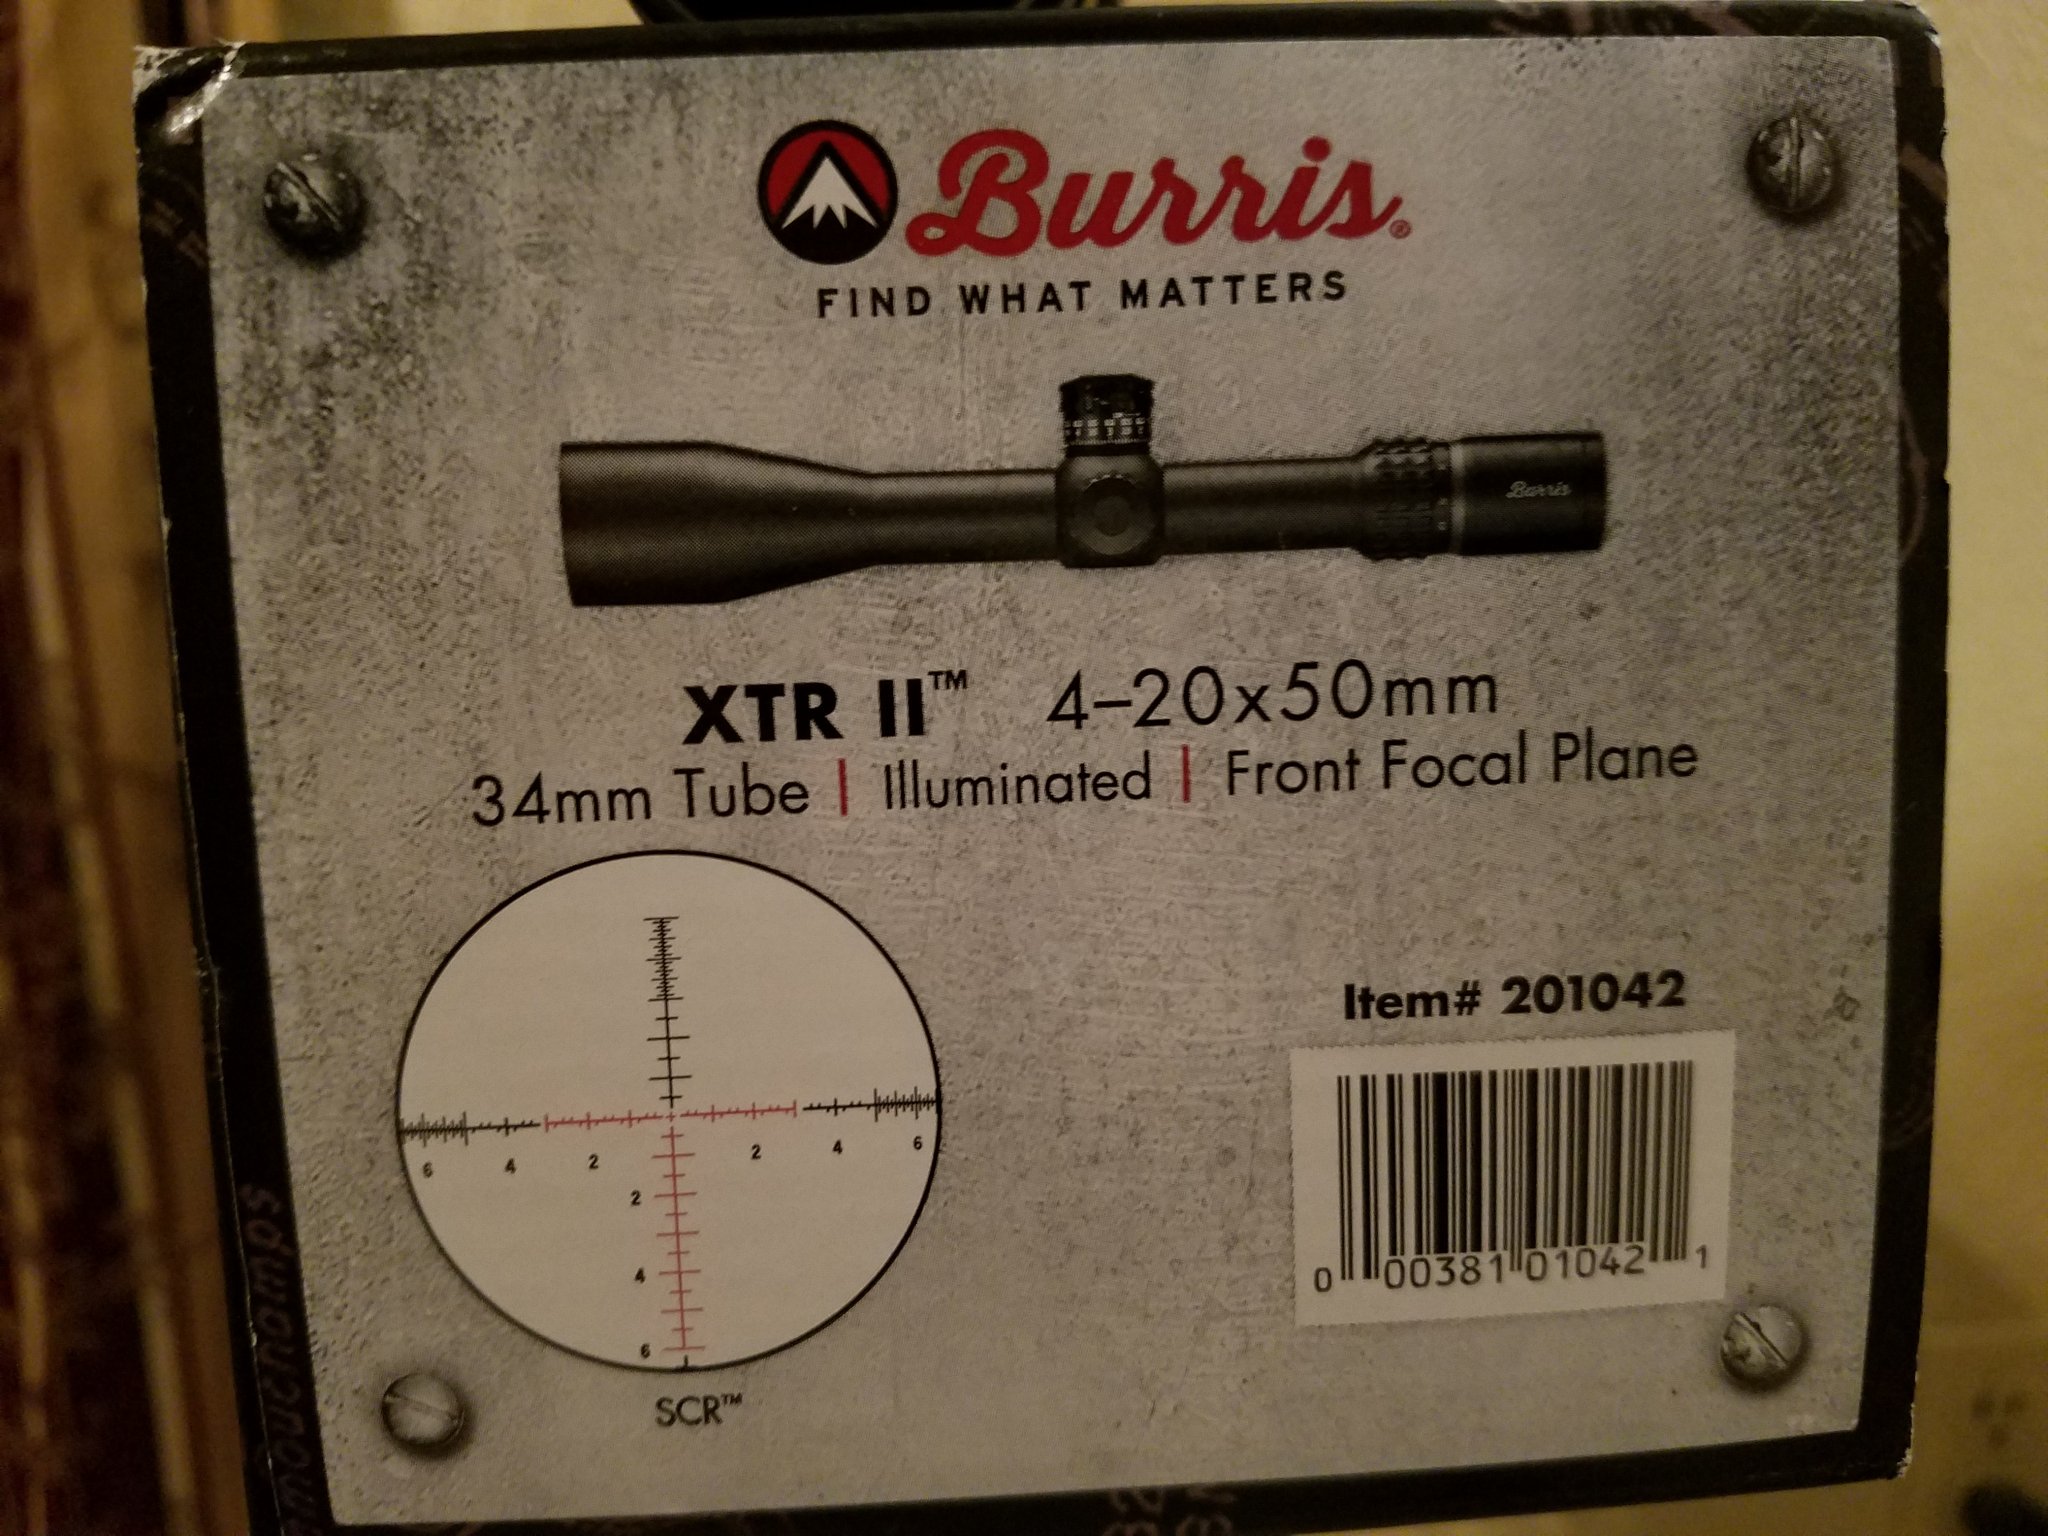 Burris®
FIND WHAT MATTERS
Burris
XTR II™ 4–20x50mm
34mm Tube | Illuminated | Front Focal Plane
Item# 201042
6 4 2 2 4 6
2
4
6
SCR™
0 00381 01042 1